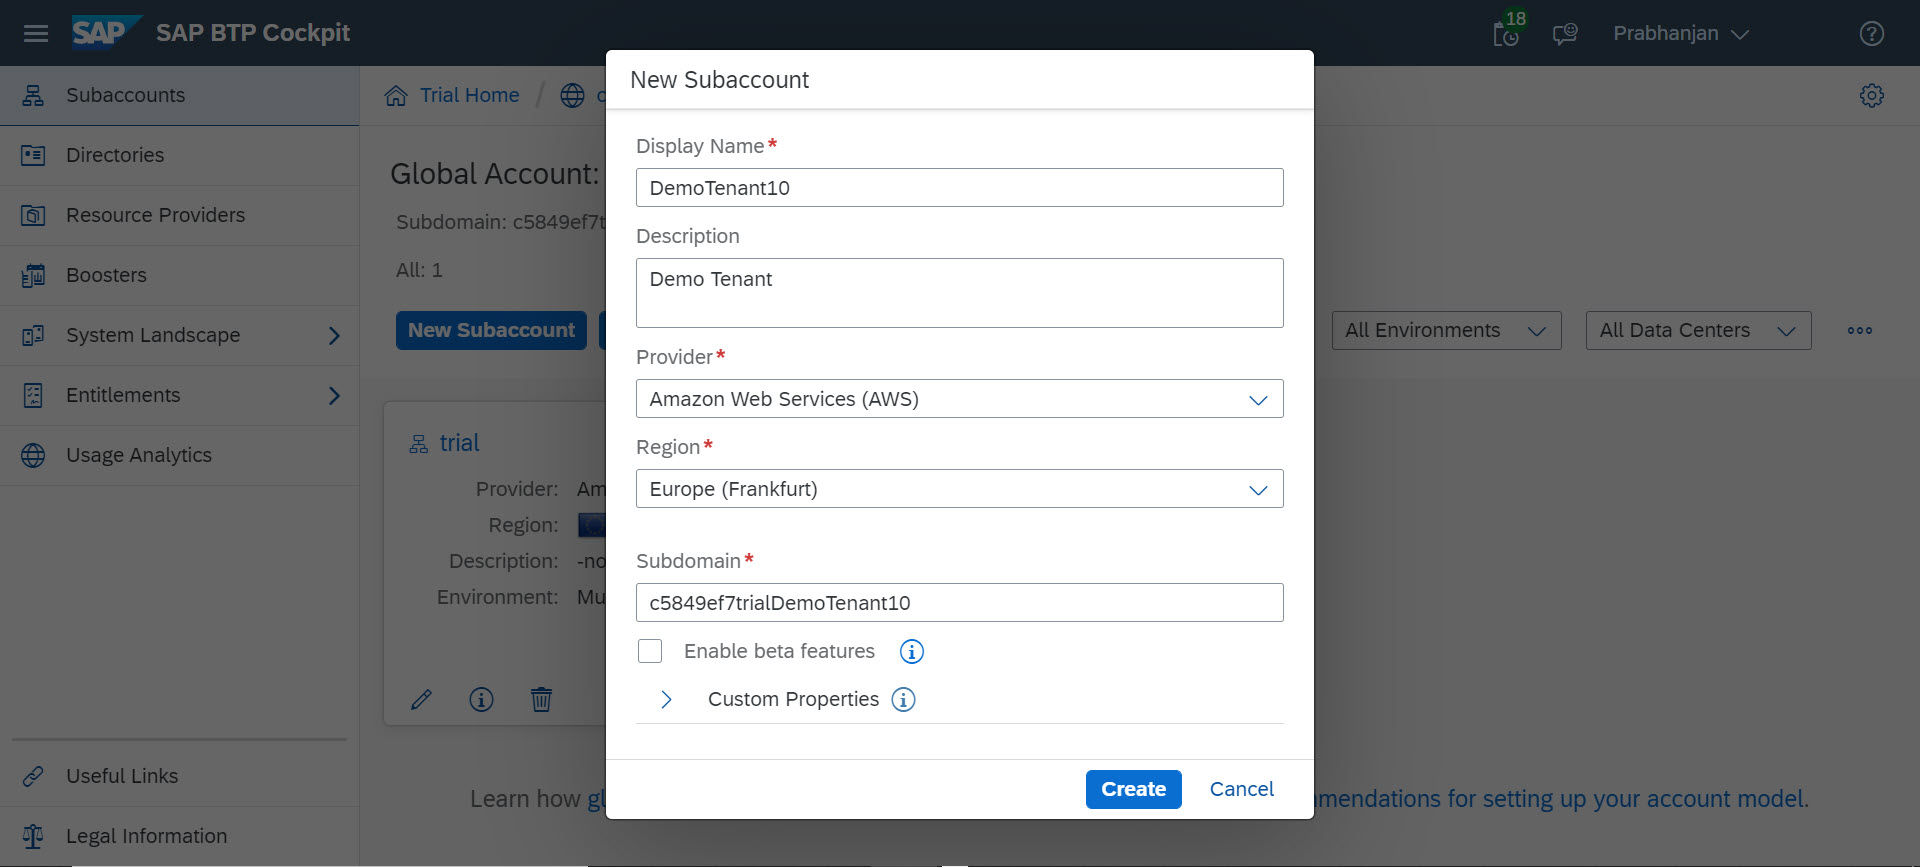 SAP SAP BTP Cockpit
18
Prabhanjan
Subaccounts
Directories
Resource Providers
Boosters
System Landscape
Entitlements
Usage Analytics
Useful Links
Legal Information
Trial Home /
Global Account:
Subdomain: c5849ef7t
All: 1
New Subaccount
All Environments
All Data Centers
trial
Provider: Am
Region:
Description: -no
Environment: Mu
Learn how gl
mmendations for setting up your account model.
New Subaccount
Display Name*
DemoTenant10
Description
Demo Tenant
Provider*
Amazon Web Services (AWS)
Region*
Europe (Frankfurt)
Subdomain*
c5849ef7trialDemoTenant10
Enable beta features
Custom Properties
Create Cancel